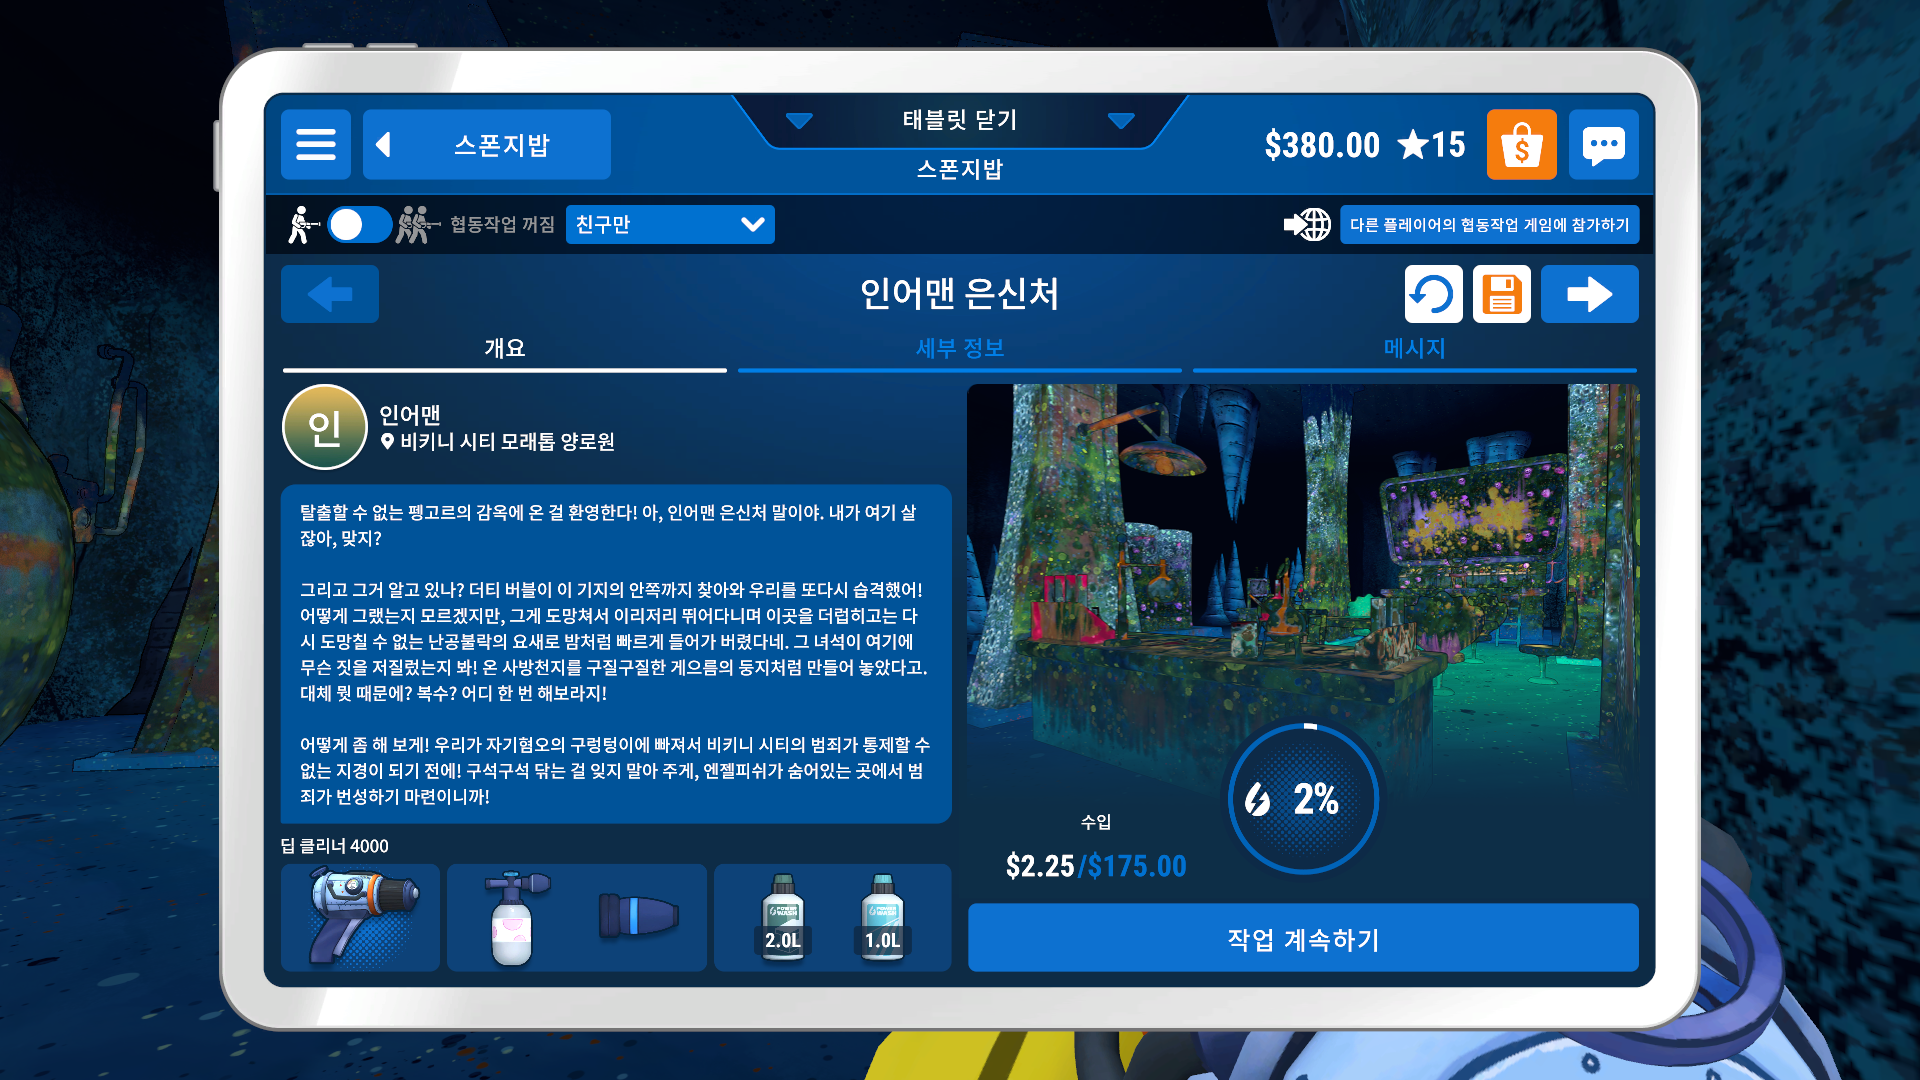 태블릿 닫기
스폰지밥
스폰지밥
$380.00 ★15
협동작업 꺼짐
친구만
다른 플레이어의 협동작업 게임에 참가하기
인어맨 은신처
개요
세부 정보
메시지
인
인어맨
비키니 시티 모래톱 양로원
탈출할 수 없는 펭고르의 감옥에 온 걸 환영한다! 아, 인어맨 은신처 말이야. 내가 여기 살
잖아, 맞지?
그리고 그거 알고 있나? 더티 버블이 이 기지의 안쪽까지 찾아와 우리를 또다시 습격했어!
어떻게 그랬는지 모르겠지만, 그게 도망쳐서 이리저리 뛰어다니며 이곳을 더럽히고는 다
시 도망칠 수 없는 난공불락의 요새로 밤처럼 빠르게 들어가 버렸다네. 그 녀석이 여기에
무슨 짓을 저질렀는지 봐! 온 사방천지를 구질구질한 게으름의 둥지처럼 만들어 놓았다고.
대체 뭣 때문에? 복수? 어디 한 번 해보라지!
어떻게 좀 해 보게! 우리가 자기혐오의 구렁텅이에 빠져서 비키니 시티의 범죄가 통제할 수
없는 지경이 되기 전에! 구석구석 닦는 걸 잊지 말아 주게, 엔젤피쉬가 숨어있는 곳에서 범
죄가 번성하기 마련이니까!
딥 클리너 4000
POWER WASH
2.0L
POWER WASH
1.0L
2%
수입
$2.25/$175.00
작업 계속하기